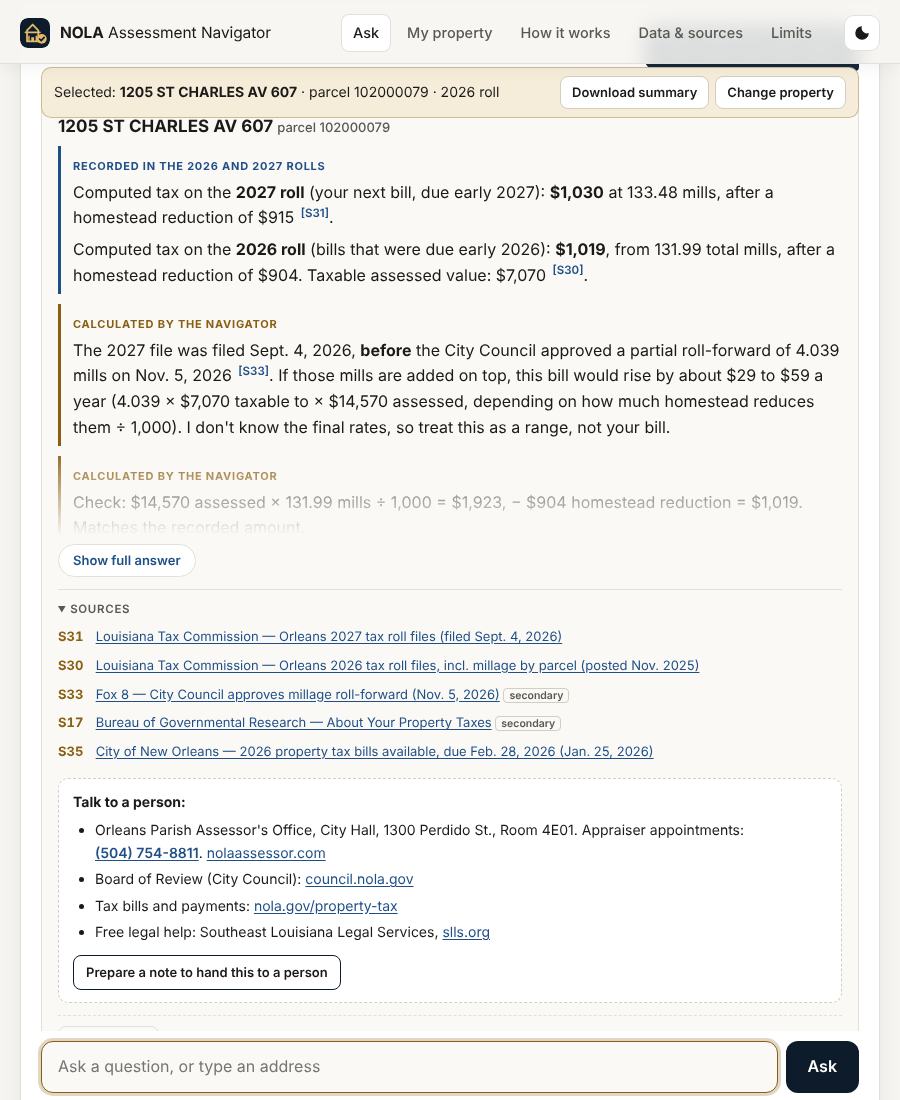 NOLA Assessment Navigator
Ask
My property
How it works
Data & sources
Limits
Selected: 1205 ST CHARLES AV 607 · parcel 102000079 · 2026 roll
Download summary
Change property
1205 ST CHARLES AV 607 parcel 102000079
RECORDED IN THE 2026 AND 2027 ROLLS
Computed tax on the 2027 roll (your next bill, due early 2027): $1,030 at 133.48 mills, after a
homestead reduction of $915 [S31].
Computed tax on the 2026 roll (bills that were due early 2026): $1,019, from 131.99 total mills, after a
homestead reduction of $904. Taxable assessed value: $7,070 [S30].
CALCULATED BY THE NAVIGATOR
The 2027 file was filed Sept. 4, 2026, before the City Council approved a partial roll-forward of 4.039
mills on Nov. 5, 2026 [S33]. If those mills are added on top, this bill would rise by about $29 to $59 a
year (4.039 × $7,070 taxable to × $14,570 assessed, depending on how much homestead reduces
them ÷ 1,000). I don't know the final rates, so treat this as a range, not your bill.
CALCULATED BY THE NAVIGATOR
Check: $14,570 assessed × 131.99 mills ÷ 1,000 = $1,923, − $904 homestead reduction = $1,019.
Matches the recorded amount.
Show full answer
▼ SOURCES
S31 Louisiana Tax Commission — Orleans 2027 tax roll files (filed Sept. 4, 2026)
S30 Louisiana Tax Commission — Orleans 2026 tax roll files, incl. millage by parcel (posted Nov. 2025)
S33 Fox 8 — City Council approves millage roll-forward (Nov. 5, 2026) secondary
S17 Bureau of Governmental Research — About Your Property Taxes secondary
S35 City of New Orleans — 2026 property tax bills available, due Feb. 28, 2026 (Jan. 25, 2026)
Talk to a person:
• Orleans Parish Assessor's Office, City Hall, 1300 Perdido St., Room 4E01. Appraiser appointments:
(504) 754-8811. nolaassessor.com
• Board of Review (City Council): council.nola.gov
• Tax bills and payments: nola.gov/property-tax
• Free legal help: Southeast Louisiana Legal Services, slls.org
Prepare a note to hand this to a person
Ask a question, or type an address
Ask